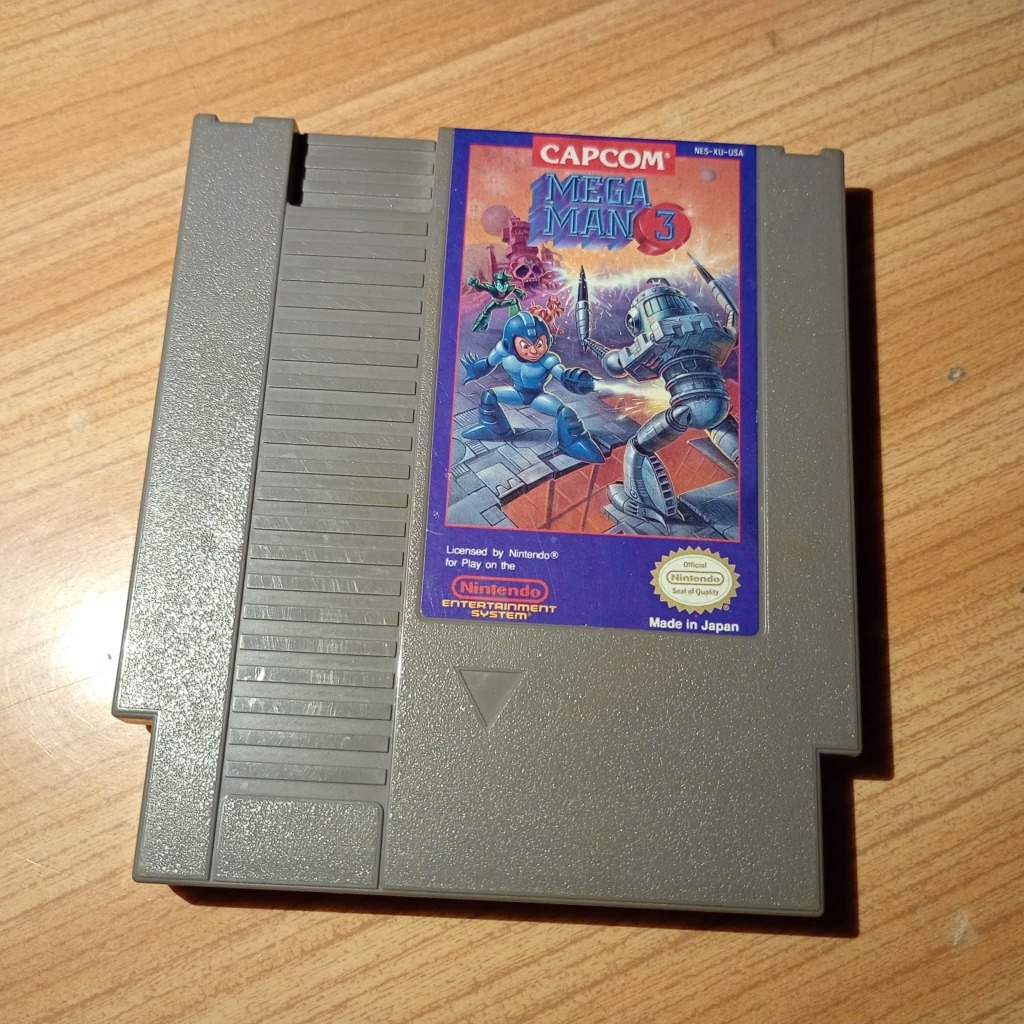 CAPCOM®
NES-XU-USA
MEGA
MAN 3
Licensed by Nintendo®
for Play on the
Nintendo
ENTERTAINMENT
SYSTEM®
Official
Nintendo
Seal of Quality
®
Made in Japan